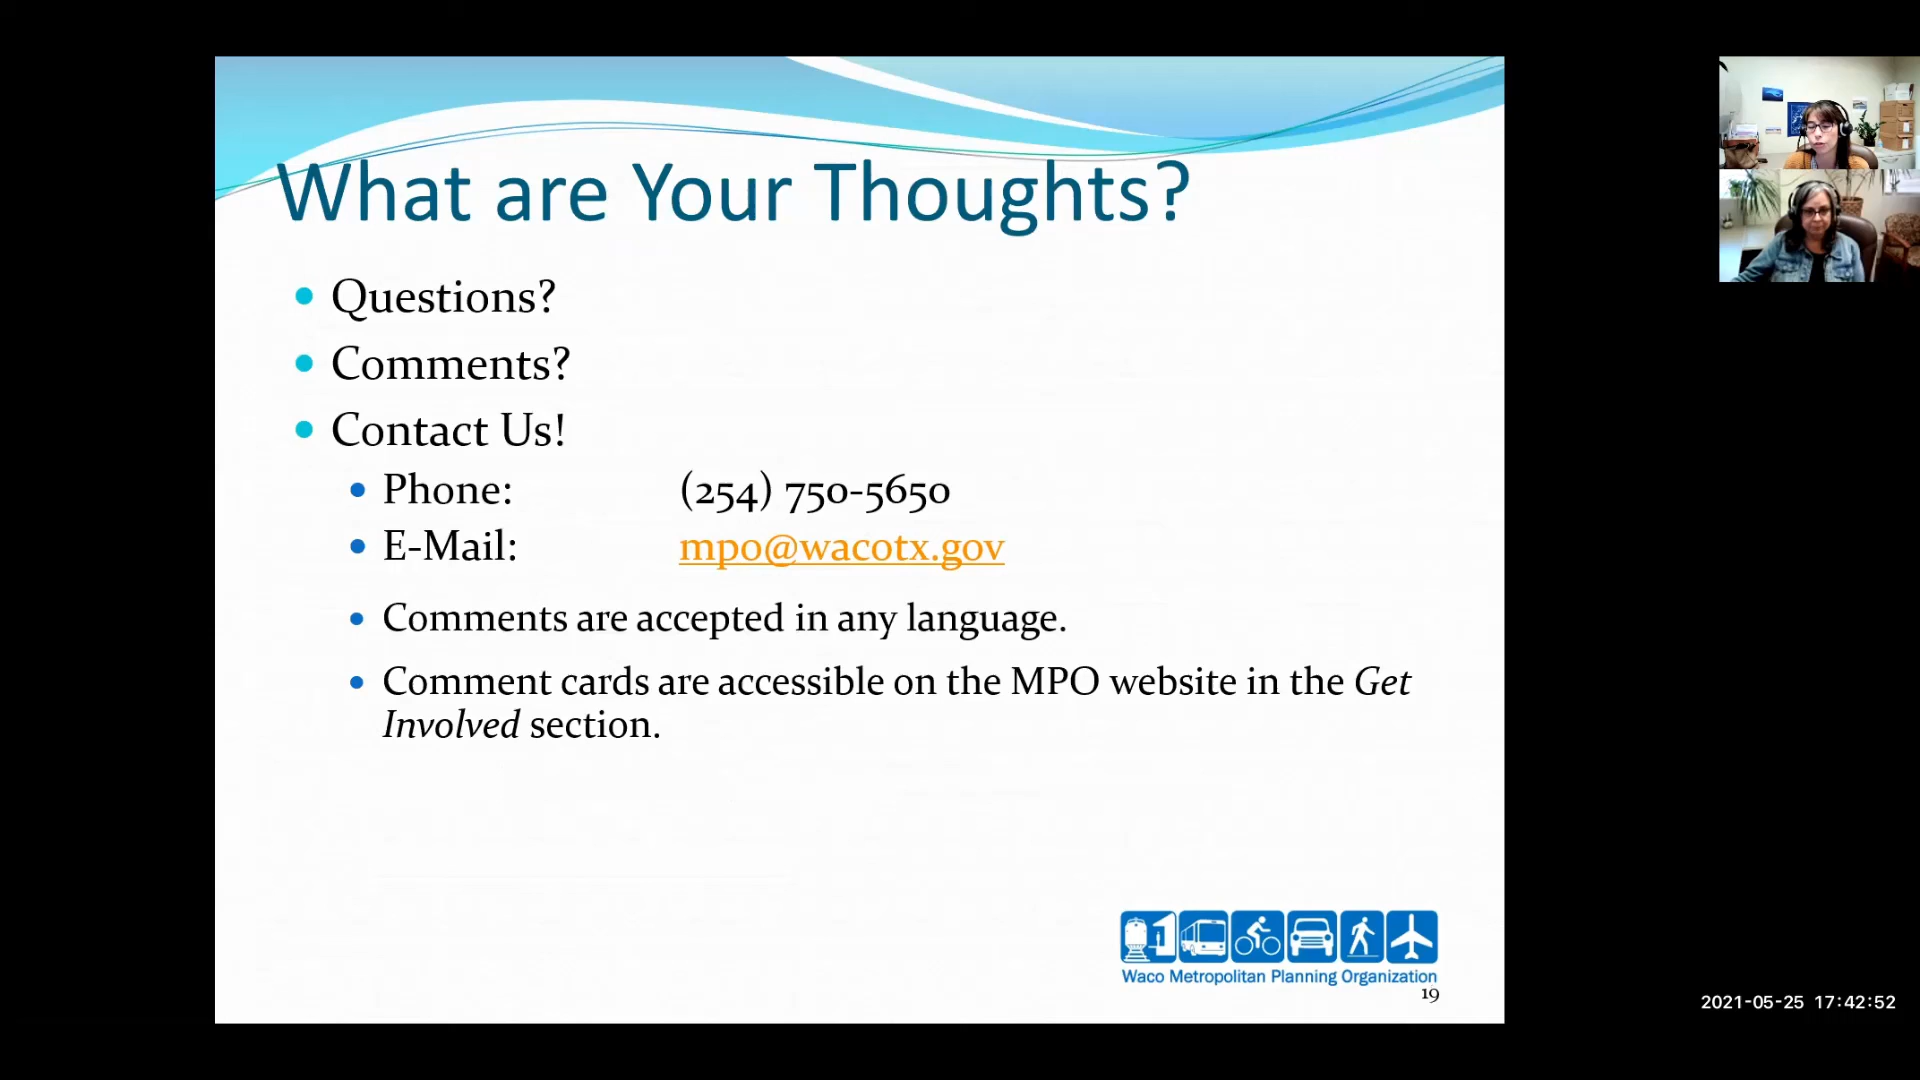 What are Your Thoughts?
Questions?
Comments?
Contact Us!
Phone: (254) 750-5650
E-Mail: mpo@wacotx.gov
Comments are accepted in any language.
Comment cards are accessible on the MPO website in the Get
Involved section.
Waco Metropolitan Planning Organization
19
2021-05-25 17:42:52